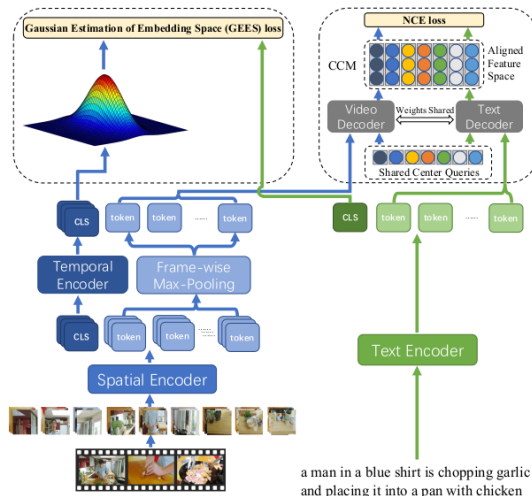 Gaussian Estimation of Embedding Space (GEES) loss
NCE loss
CCM
Aligned
Feature
Space
Video
Decoder
Weights Shared
Text
Decoder
Shared Center Queries
CLS
token
token
......
token
CLS
token
token
......
token
Temporal
Encoder
Frame-wise
Max-Pooling
CLS
token
token
........
........
token
Spatial Encoder
Text Encoder
a man in a blue shirt is chopping garlic
and placing it into a pan with chicken